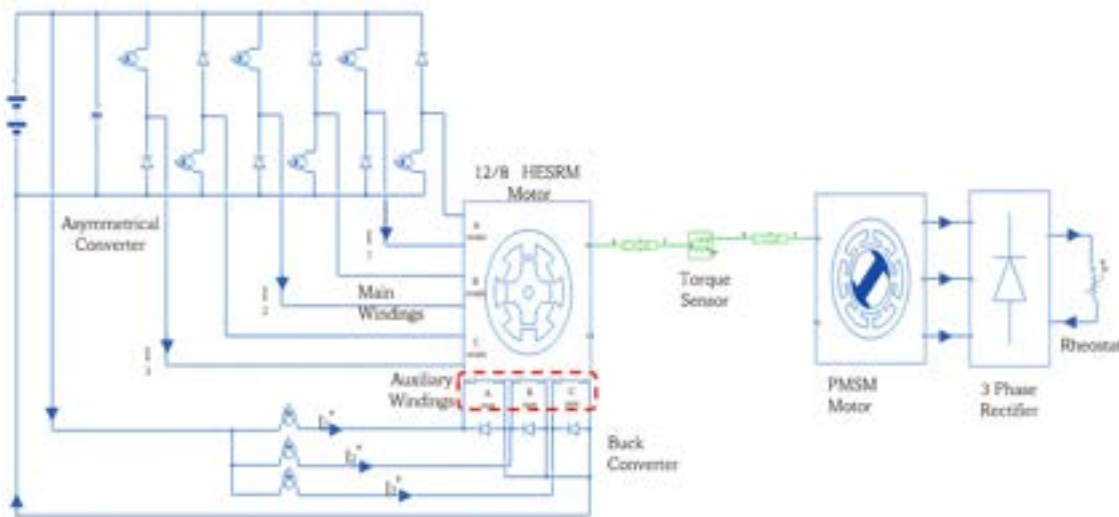 12/8 HESRM
Motor
Asymmetrical
Converter
A
B
Main
Windings
C
Torque
Sensor
PMSM
Motor
3 Phase
Rectifier
Rheostat
Auxiliary
Windings
A
B
C
Buck
Converter